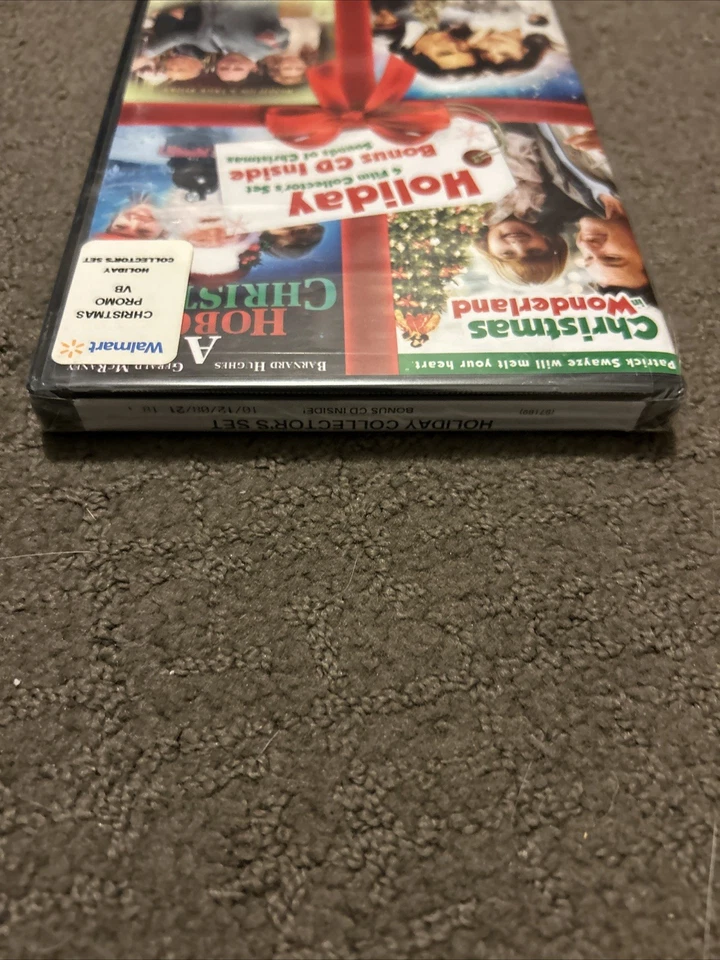 Patrick Swayze will melt your heart
Christmas
in Wonderland
BARNARD HUGHES
GERALD MCRANEY
A
HOBO
CHRIST
Holiday
4 Film Collector's Set
Bonus CD Inside
Sounds of Christmas
Walmart
CHRISTMAS
PROMO
VB
HOLIDAY
COLLECTOR'S SET
HOLIDAY COLLECTOR'S SET
BONUS CD INSIDE!